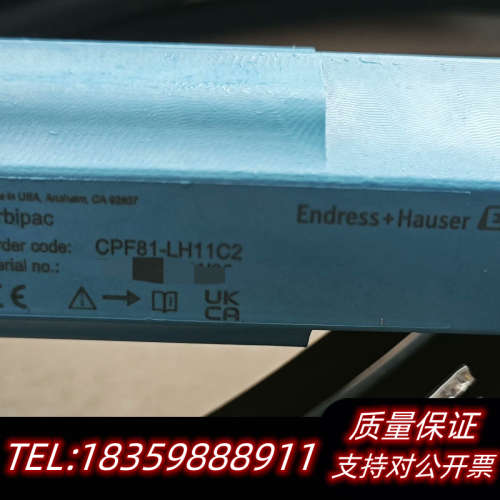 e in USA, Anaheim, CA 92807
rbipac
Endress+Hauser
rder code: CPF81-LH11C2
erial no.:
CE
UK
CA
质量保证
TEL:18359888911
支持对公开票